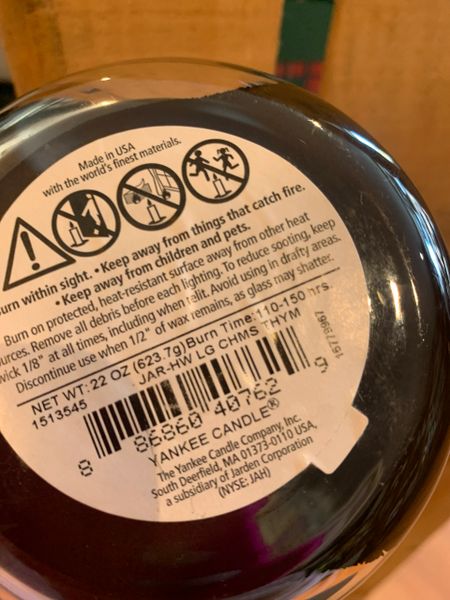 Made in USA
with the world's finest materials.
urn within sight. • Keep away from things that catch fire.
• Keep away from children and pets.
Burn on protected, heat-resistant surface away from other heat
urces. Remove all debris before each lighting. To reduce sooting, keep
wick 1/8" at all times, including when relit. Avoid using in drafty areas.
Discontinue use when 1/2" of wax remains, as glass may shatter.
NET WT: 22 OZ (623.7g) Burn Time: 110-150 hrs.
1513545 JAR-HW LG CHMS THYM
16773967
8 86860 40762 9
YANKEE CANDLE®
The Yankee Candle Company, Inc.
South Deerfield, MA 01373-0110 USA,
a subsidiary of Jarden Corporation
(NYSE: JAH)